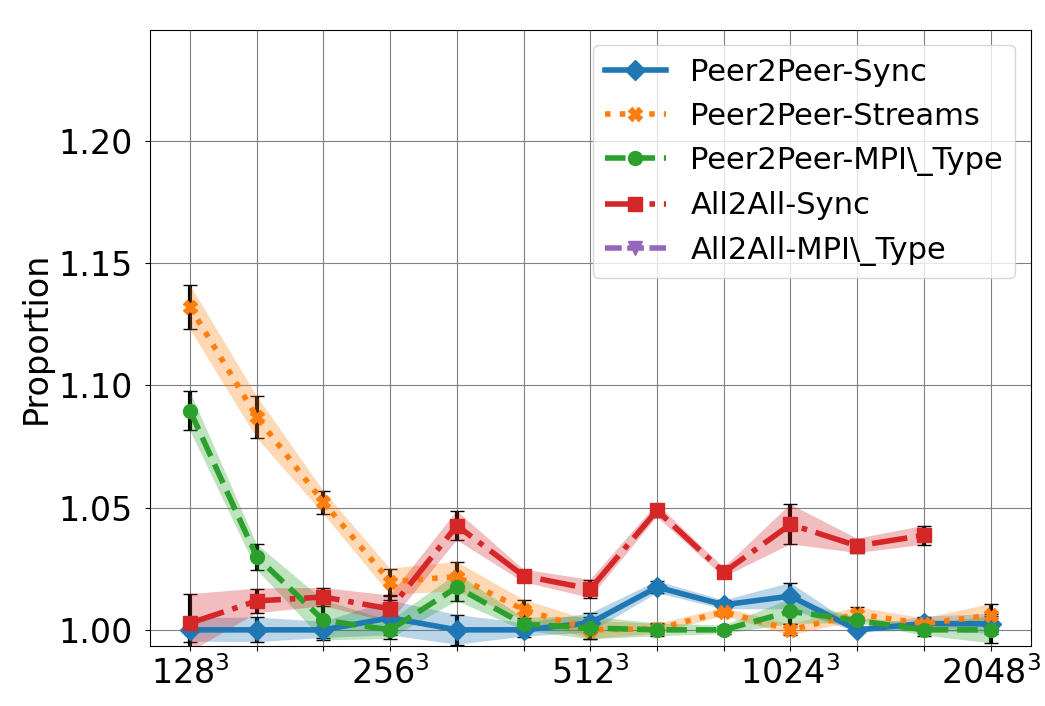 Proportion
1.20
1.15
1.10
1.05
1.00
128³
256³
512³
1024³
2048³
Peer2Peer-Sync
Peer2Peer-Streams
Peer2Peer-MPI\_Type
All2All-Sync
All2All-MPI\_Type